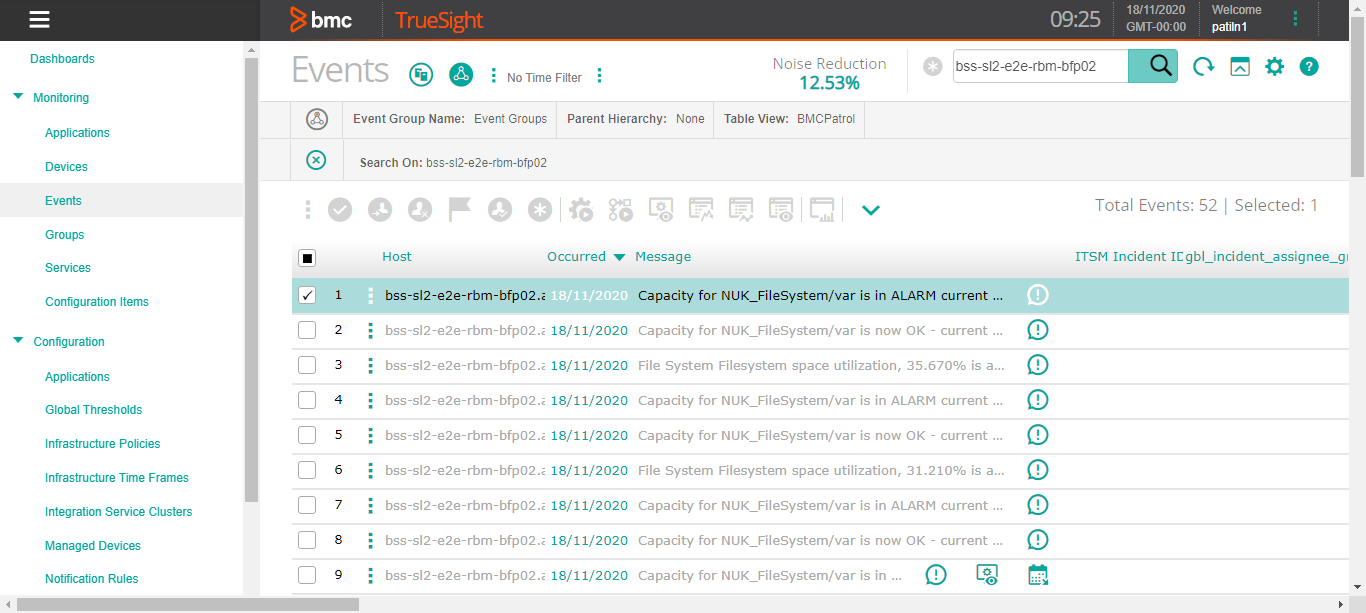 bmc TrueSight 09:25 18/11/2020 GMT-00:00 Welcome patiln1
Dashboards
Monitoring
Applications
Devices
Events
Groups
Services
Configuration Items
Configuration
Applications
Global Thresholds
Infrastructure Policies
Infrastructure Time Frames
Integration Service Clusters
Managed Devices
Notification Rules
Events No Time Filter Noise Reduction 12.53% bss-sl2-e2e-rbm-bfp02 ?
Event Group Name: Event Groups Parent Hierarchy: None Table View: BMCPatrol
Search On: bss-sl2-e2e-rbm-bfp02
Total Events: 52 | Selected: 1
Host Occurred Message ITSM Incident ID gbl_incident_assignee_gr
1 bss-sl2-e2e-rbm-bfp02.a 18/11/2020 Capacity for NUK_FileSystem/var is in ALARM current ...
2 bss-sl2-e2e-rbm-bfp02.a 18/11/2020 Capacity for NUK_FileSystem/var is now OK - current ...
3 bss-sl2-e2e-rbm-bfp02.a 18/11/2020 File System Filesystem space utilization, 35.670% is a...
4 bss-sl2-e2e-rbm-bfp02.a 18/11/2020 Capacity for NUK_FileSystem/var is in ALARM current ...
5 bss-sl2-e2e-rbm-bfp02.a 18/11/2020 Capacity for NUK_FileSystem/var is now OK - current ...
6 bss-sl2-e2e-rbm-bfp02.a 18/11/2020 File System Filesystem space utilization, 31.210% is a...
7 bss-sl2-e2e-rbm-bfp02.a 18/11/2020 Capacity for NUK_FileSystem/var is in ALARM current ...
8 bss-sl2-e2e-rbm-bfp02.a 18/11/2020 Capacity for NUK_FileSystem/var is now OK - current ...
9 bss-sl2-e2e-rbm-bfp02.a 18/11/2020 Capacity for NUK_FileSystem/var is in ...